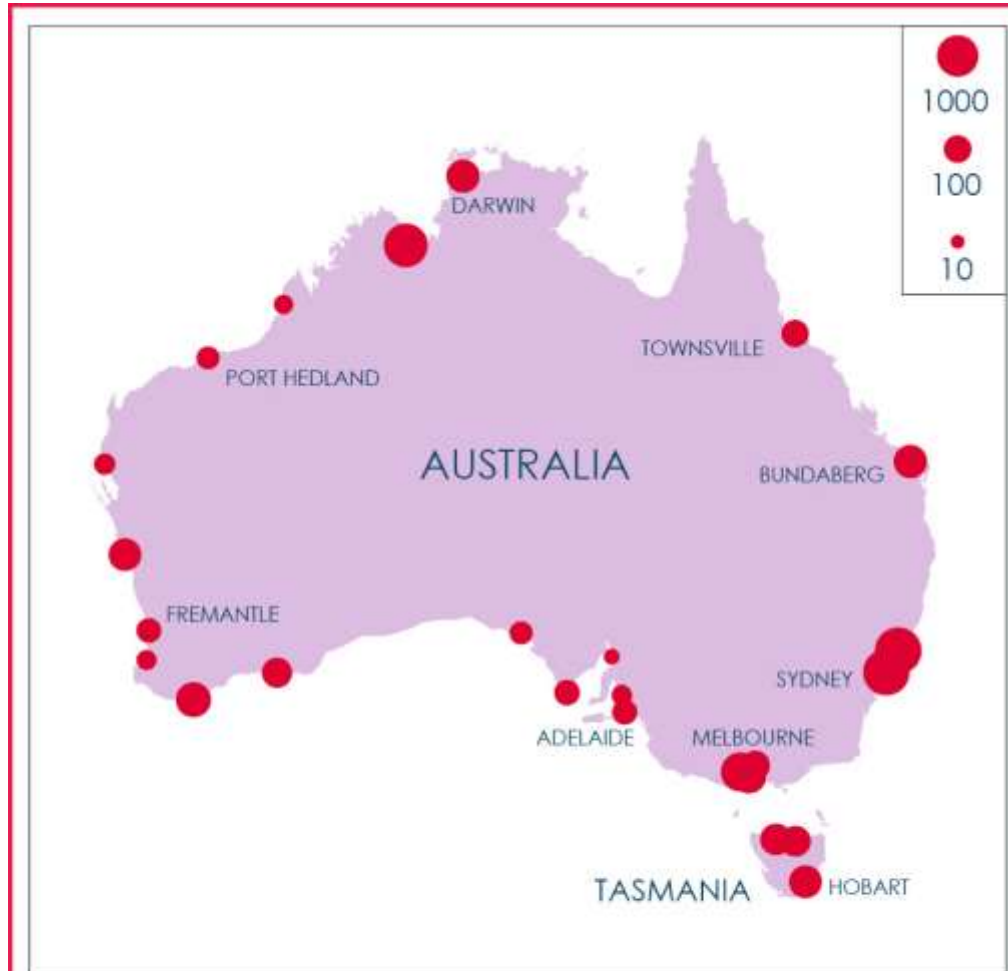 1000
100
10
DARWIN
TOWNSVILLE
PORT HEDLAND
AUSTRALIA
BUNDABERG
FREMANTLE
SYDNEY
ADELAIDE
MELBOURNE
TASMANIA
HOBART